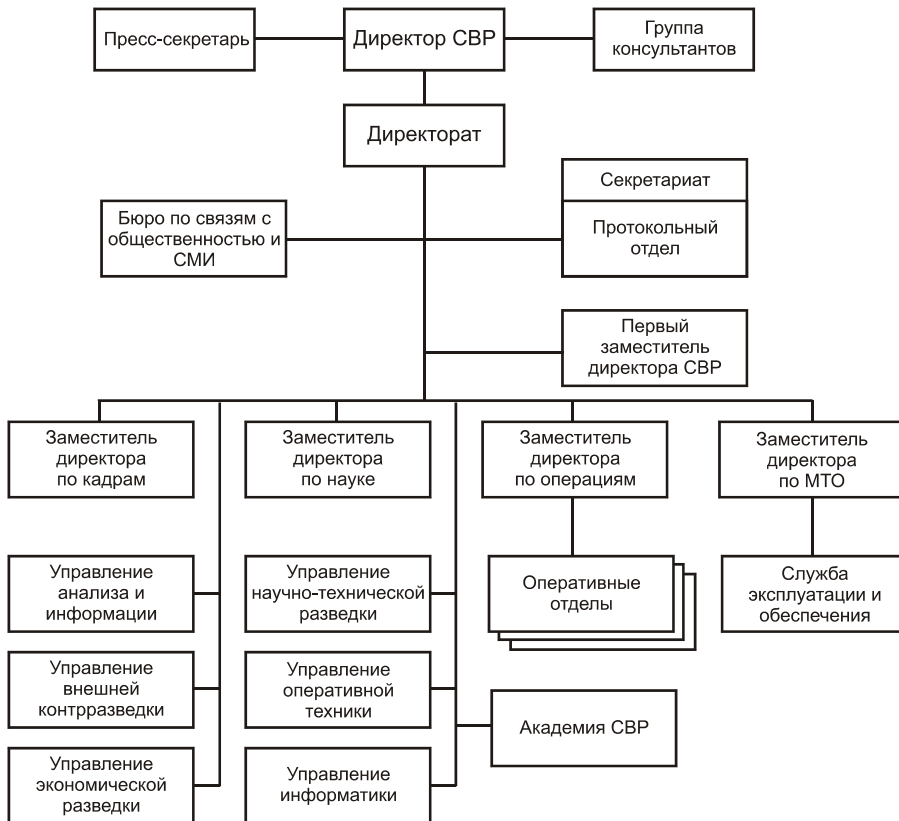 Пресс-секретарь
Директор СВР
Группа
консультантов
Директорат
Секретариат
Протокольный
отдел
Бюро по связям с
общественностью и
СМИ
Первый
заместитель
директора СВР
Заместитель
директора
по кадрам
Заместитель
директора
по науке
Заместитель
директора
по операциям
Заместитель
директора
по МТО
Управление
анализа и
информации
Управление
научно-технической
разведки
Оперативные
отделы
Служба
эксплуатации и
обеспечения
Управление
внешней
контрразведки
Управление
оперативной
техники
Академия СВР
Управление
экономической
разведки
Управление
информатики